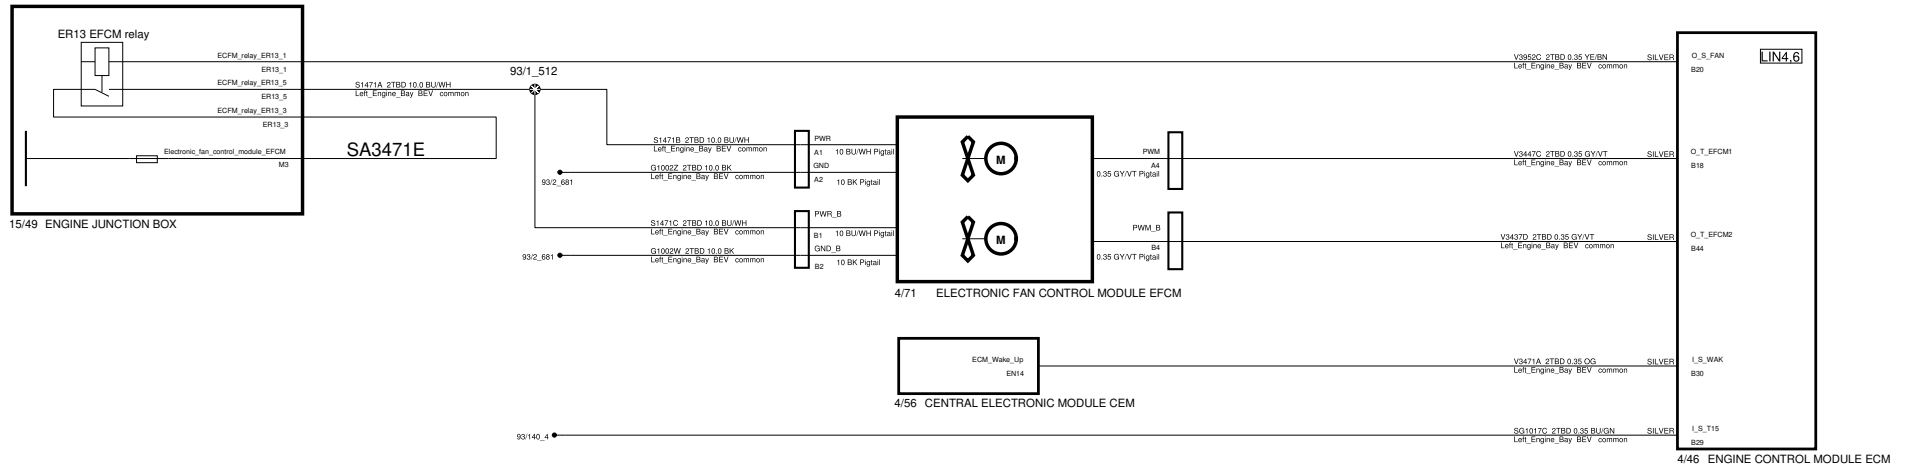 ER13 EFCM relay
ECFM_relay_ER13_1
ER13_1
ECFM_relay_ER13_5
ER13_5
ECFM_relay_ER13_3
ER13_3
Electronic_fan_control_module_EFCM
M3
15/49 ENGINE JUNCTION BOX
S1471A 2TBD 10.0 BU/WH
Left_Engine_Bay BEV common
SA3471E
93/1_512
S1471B 2TBD 10.0 BU/WH
Left_Engine_Bay BEV common
G1002Z 2TBD 10.0 BK
Left_Engine_Bay BEV common
93/2_681
S1471C 2TBD 10.0 BU/WH
Left_Engine_Bay BEV common
G1002W 2TBD 10.0 BK
Left_Engine_Bay BEV common
93/2_681
PWR
A1 10 BU/WH Pigtail
GND
A2 10 BK Pigtail
PWR_B
B1 10 BU/WH Pigtail
GND_B
B2 10 BK Pigtail
M
M
4/71 ELECTRONIC FAN CONTROL MODULE EFCM
PWM
A4
0.35 GY/VT Pigtail
PWM_B
B4
0.35 GY/VT Pigtail
ECM_Wake_Up
EN14
4/56 CENTRAL ELECTRONIC MODULE CEM
93/140_4
V3952C 2TBD 0.35 YE/BN SILVER
Left_Engine_Bay BEV common
V3447C 2TBD 0.35 GY/VT SILVER
Left_Engine_Bay BEV common
V3437D 2TBD 0.35 GY/VT SILVER
Left_Engine_Bay BEV common
V3471A 2TBD 0.35 OG SILVER
Left_Engine_Bay BEV common
SG1017C 2TBD 0.35 BU/GN SILVER
Left_Engine_Bay BEV common
O_S_FAN LIN4,6
B20
O_T_EFCM1
B18
O_T_EFCM2
B44
I_S_WAK
B30
I_S_T15
B29
4/46 ENGINE CONTROL MODULE ECM